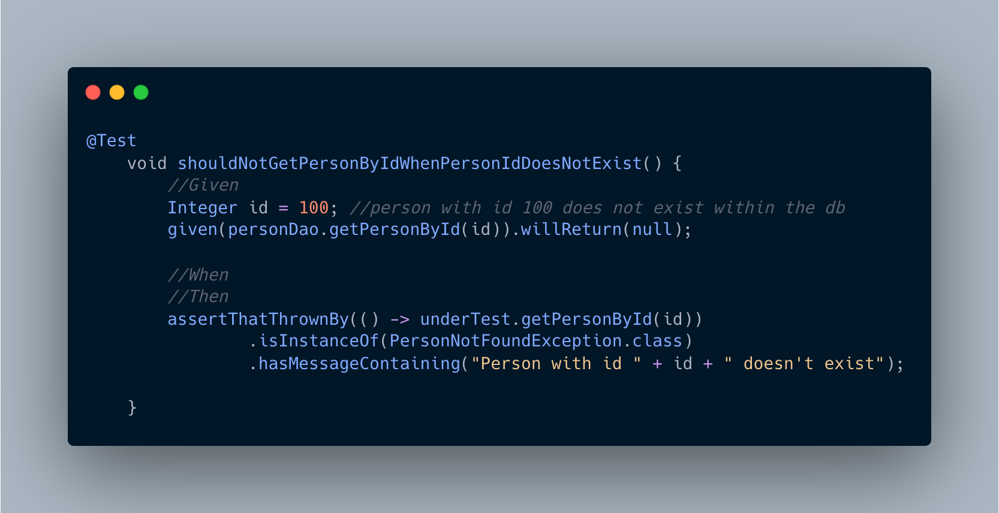 @Test
    void shouldNotGetPersonByIdWhenPersonIdDoesNotExist() {
        //Given
        Integer id = 100; //person with id 100 does not exist within the db
        given(personDao.getPersonById(id)).willReturn(null);

        //When
        //Then
        assertThatThrownBy(() -> underTest.getPersonById(id))
                .isInstanceOf(PersonNotFoundException.class)
                .hasMessageContaining("Person with id " + id + " doesn't exist");

    }